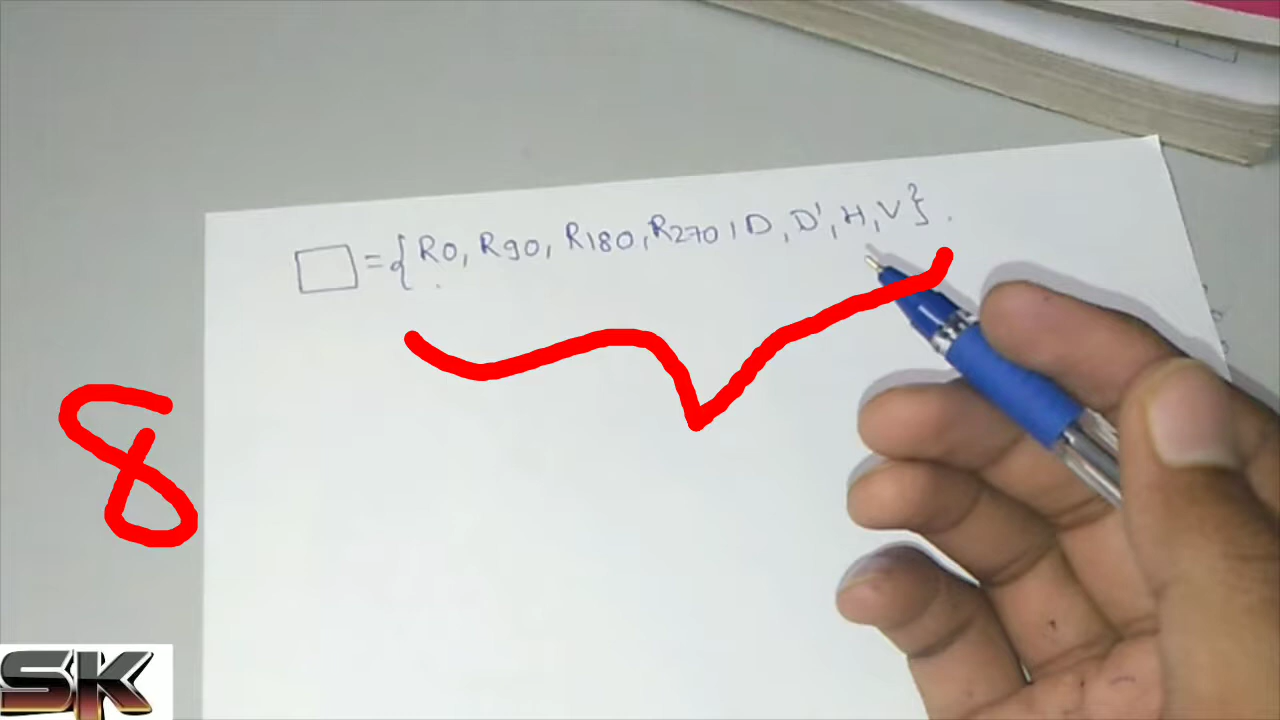 □ = {R0, R90, R180, R270, D, D', H, V}.
8
SK